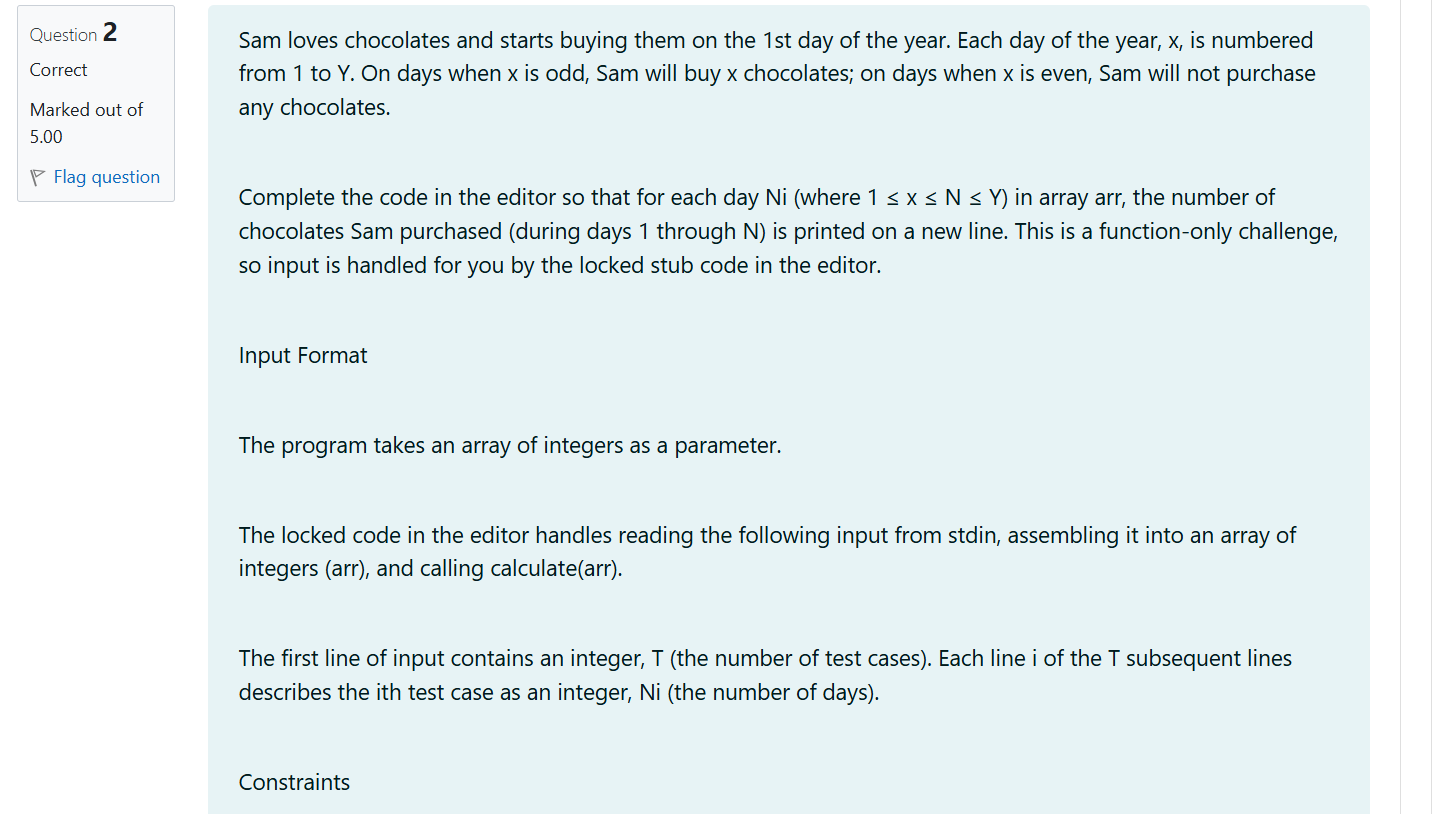 Question 2
Correct
Marked out of
5.00
Flag question
Sam loves chocolates and starts buying them on the 1st day of the year. Each day of the year, x, is numbered
from 1 to Y. On days when x is odd, Sam will buy x chocolates; on days when x is even, Sam will not purchase
any chocolates.
Complete the code in the editor so that for each day Ni (where 1 ≤ x ≤ N ≤ Y) in array arr, the number of
chocolates Sam purchased (during days 1 through N) is printed on a new line. This is a function-only challenge,
so input is handled for you by the locked stub code in the editor.
Input Format
The program takes an array of integers as a parameter.
The locked code in the editor handles reading the following input from stdin, assembling it into an array of
integers (arr), and calling calculate(arr).
The first line of input contains an integer, T (the number of test cases). Each line i of the T subsequent lines
describes the ith test case as an integer, Ni (the number of days).
Constraints